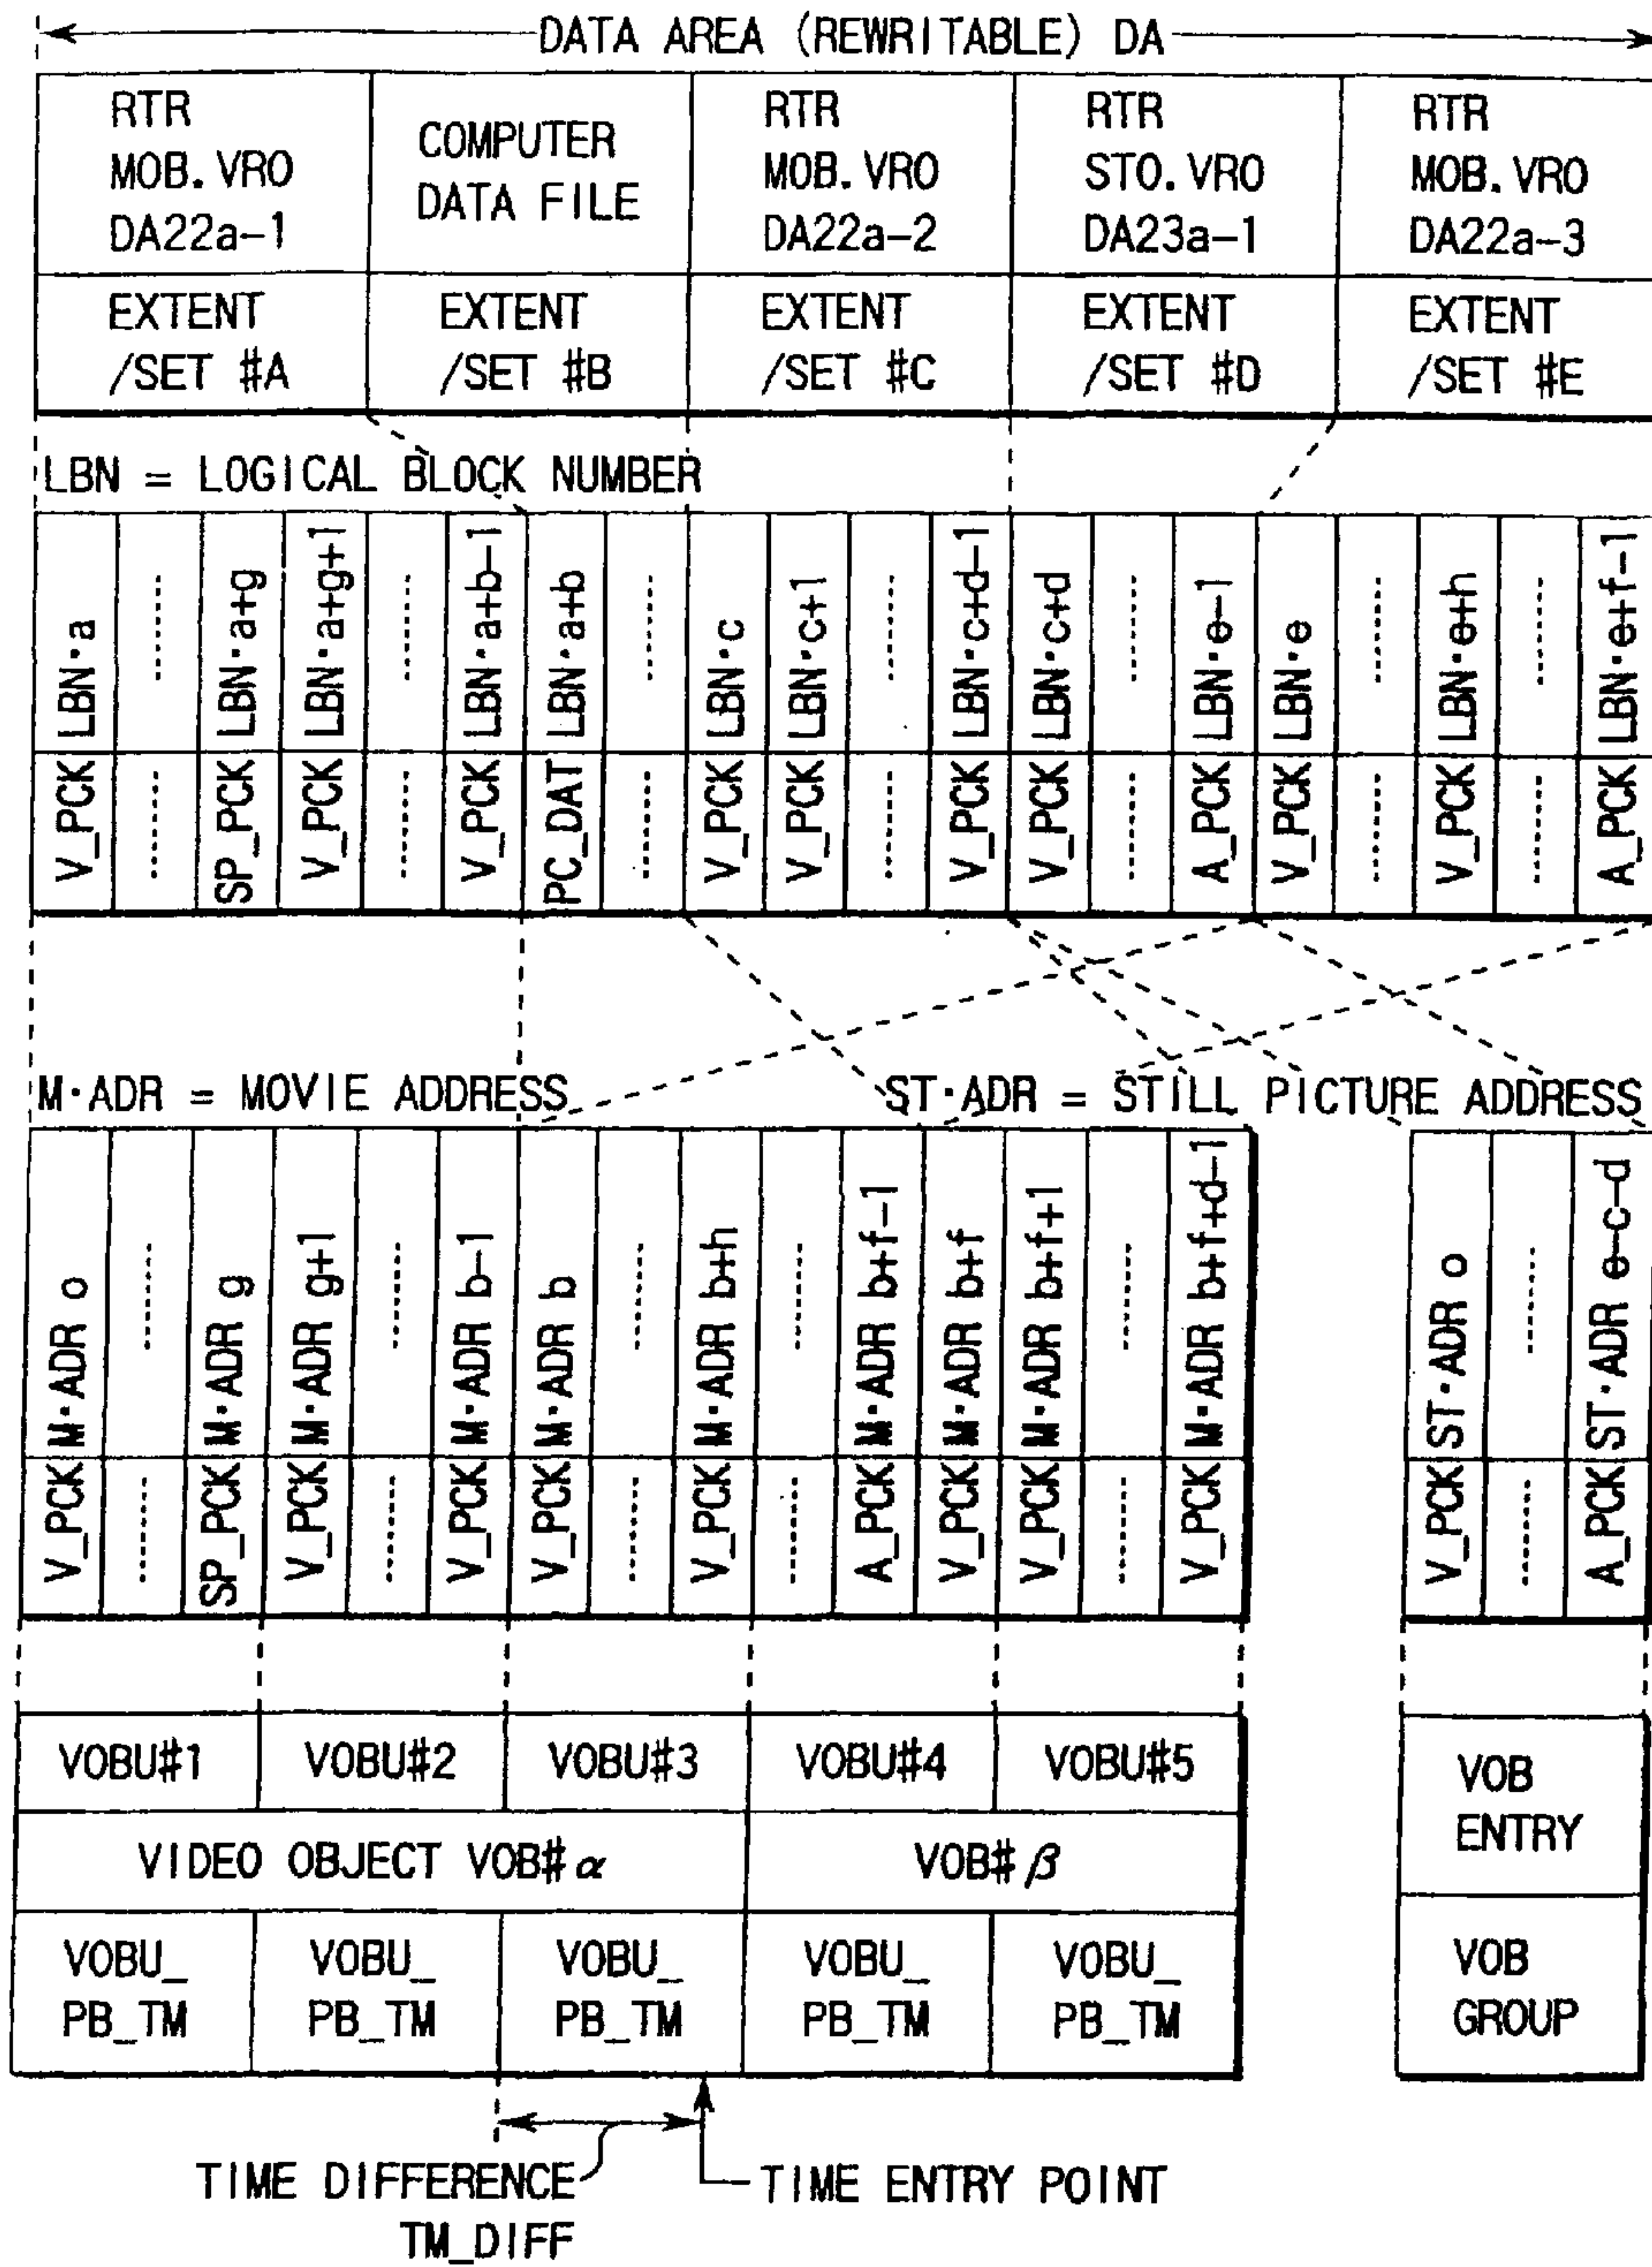 DATA AREA (REWRITABLE) DA
RTR
MOB.VRO
DA22a-1
COMPUTER
DATA FILE
RTR
MOB.VRO
DA22a-2
RTR
STO.VRO
DA23a-1
RTR
MOB.VRO
DA22a-3
EXTENT
/SET #A
EXTENT
/SET #B
EXTENT
/SET #C
EXTENT
/SET #D
EXTENT
/SET #E
LBN = LOGICAL BLOCK NUMBER
V_PCK LBN·a
SP_PCK LBN·a+g
V_PCK LBN·a+g+1
V_PCK LBN·a+b-1
PC_DAT LBN·a+b
V_PCK LBN·c
V_PCK LBN·c+1
V_PCK LBN·c+d-1
V_PCK LBN·c+d
A_PCK LBN·e-1
V_PCK LBN·e
V_PCK LBN·e+h
A_PCK LBN·e+f-1
M·ADR = MOVIE ADDRESS
ST·ADR = STILL PICTURE ADDRESS
V_PCK M·ADR o
SP_PCK M·ADR g
V_PCK M·ADR g+1
V_PCK M·ADR b-1
V_PCK M·ADR b
V_PCK M·ADR b+h
A_PCK M·ADR b+f-1
V_PCK M·ADR b+f
V_PCK M·ADR b+f+1
V_PCK M·ADR b+f+d-1
V_PCK ST·ADR o
A_PCK ST·ADR e-c-d
VOBU#1
VOBU#2
VOBU#3
VOBU#4
VOBU#5
VOB
ENTRY
VIDEO OBJECT VOB#α
VOB#β
VOBU_
PB_TM
VOBU_
PB_TM
VOBU_
PB_TM
VOBU_
PB_TM
VOBU_
PB_TM
VOB
GROUP
TIME DIFFERENCE
TM_DIFF
TIME ENTRY POINT